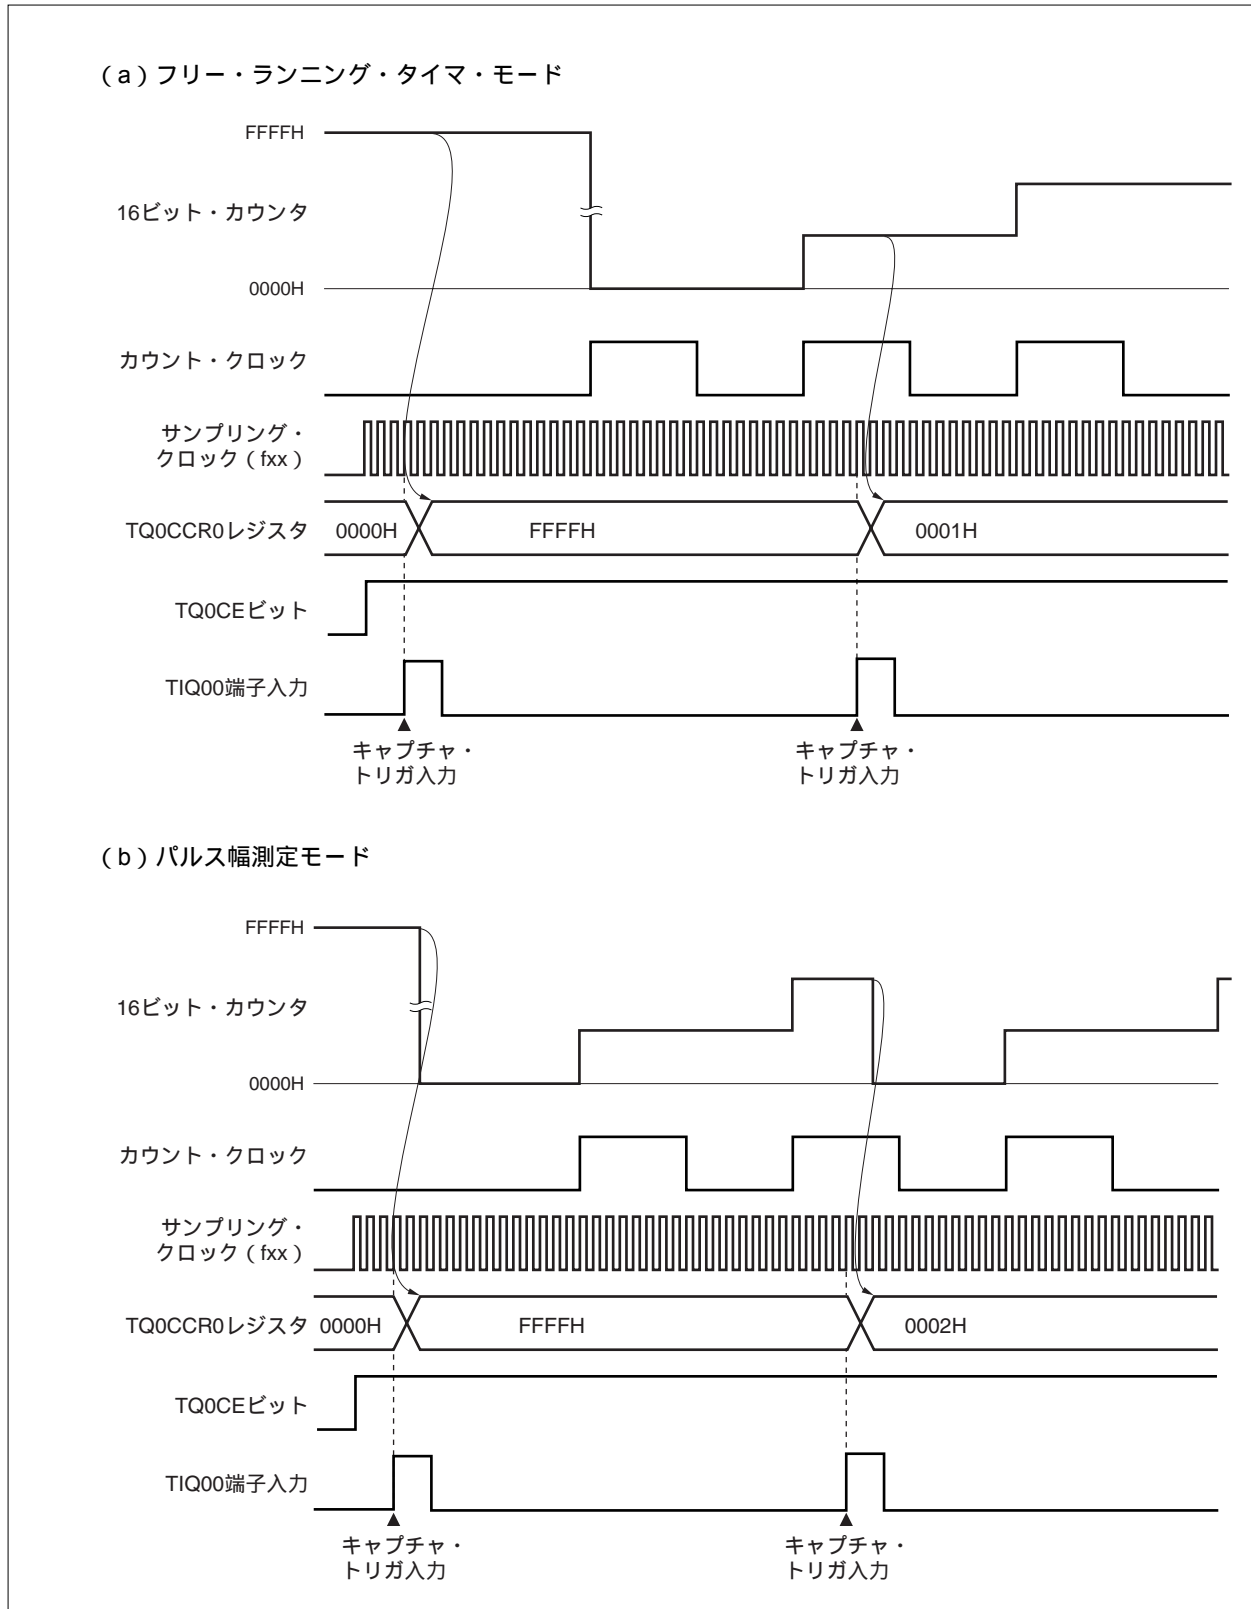 （a）フリー・ランニング・タイマ・モード
FFFFH
16ビット・カウンタ
0000H
カウント・クロック
サンプリング・
クロック（fxx）
TQ0CCR0レジスタ 0000H FFFFH 0001H
TQ0CEビット
TIQ00端子入力
キャプチャ・ キャプチャ・
トリガ入力 トリガ入力
（b）パルス幅測定モード
FFFFH
16ビット・カウンタ
0000H
カウント・クロック
サンプリング・
クロック（fxx）
TQ0CCR0レジスタ 0000H FFFFH 0002H
TQ0CEビット
TIQ00端子入力
キャプチャ・ キャプチャ・
トリガ入力 トリガ入力